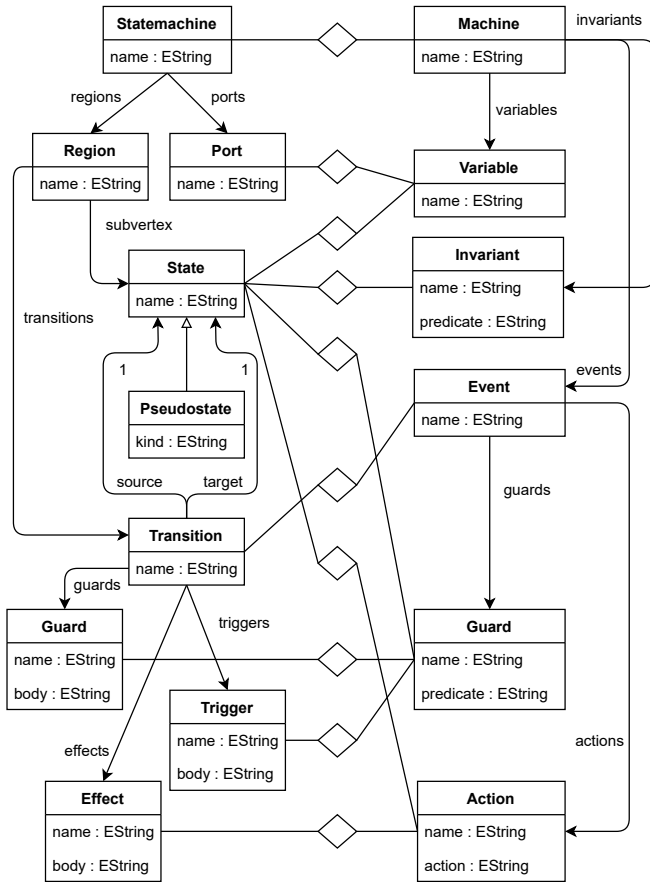 Statemachine
name : EString
Machine
name : EString
invariants
regions
ports
variables
Region
name : EString
Port
name : EString
Variable
name : EString
subvertex
State
name : EString
Invariant
name : EString
predicate : EString
transitions
1
1
events
Pseudostate
kind : EString
Event
name : EString
source
target
guards
Transition
name : EString
guards
triggers
Guard
name : EString
body : EString
Guard
name : EString
predicate : EString
Trigger
name : EString
body : EString
effects
actions
Effect
name : EString
body : EString
Action
name : EString
action : EString